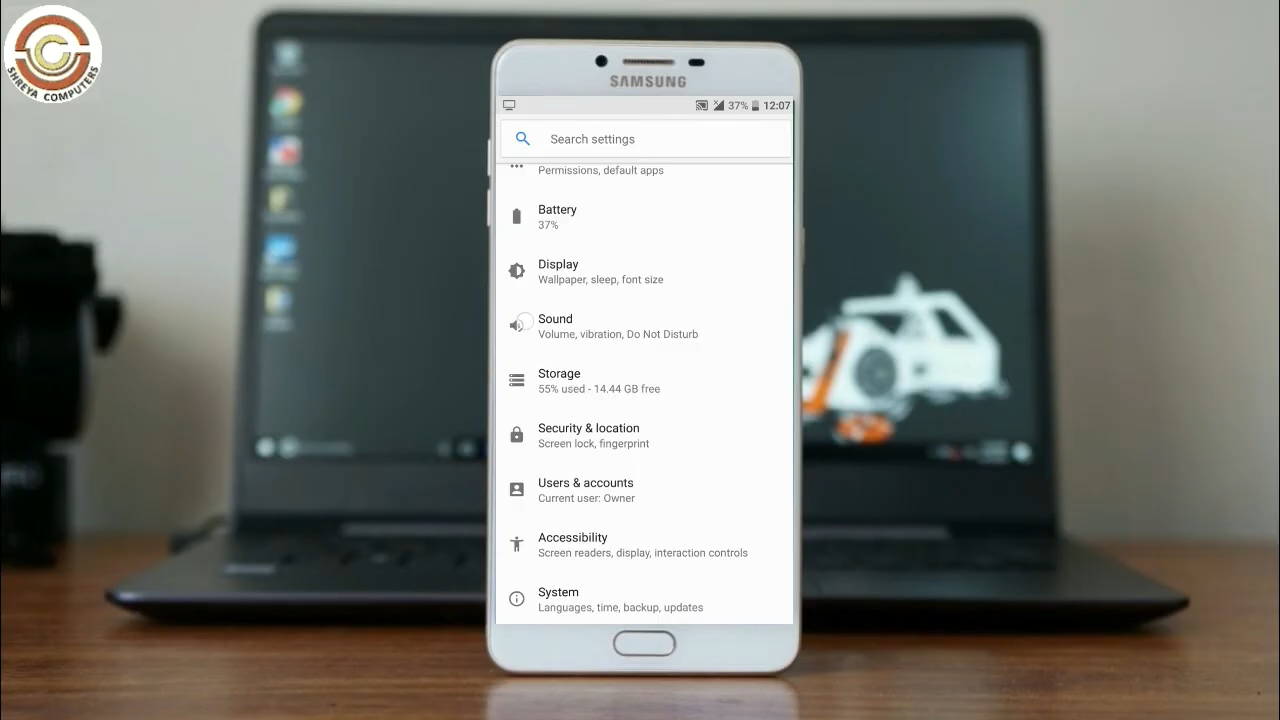 SHREYA COMPUTERS
SAMSUNG
37% 12:07
Search settings
Permissions, default apps
Battery
37%
Display
Wallpaper, sleep, font size
Sound
Volume, vibration, Do Not Disturb
Storage
55% used - 14.44 GB free
Security & location
Screen lock, fingerprint
Users & accounts
Current user: Owner
Accessibility
Screen readers, display, interaction controls
System
Languages, time, backup, updates